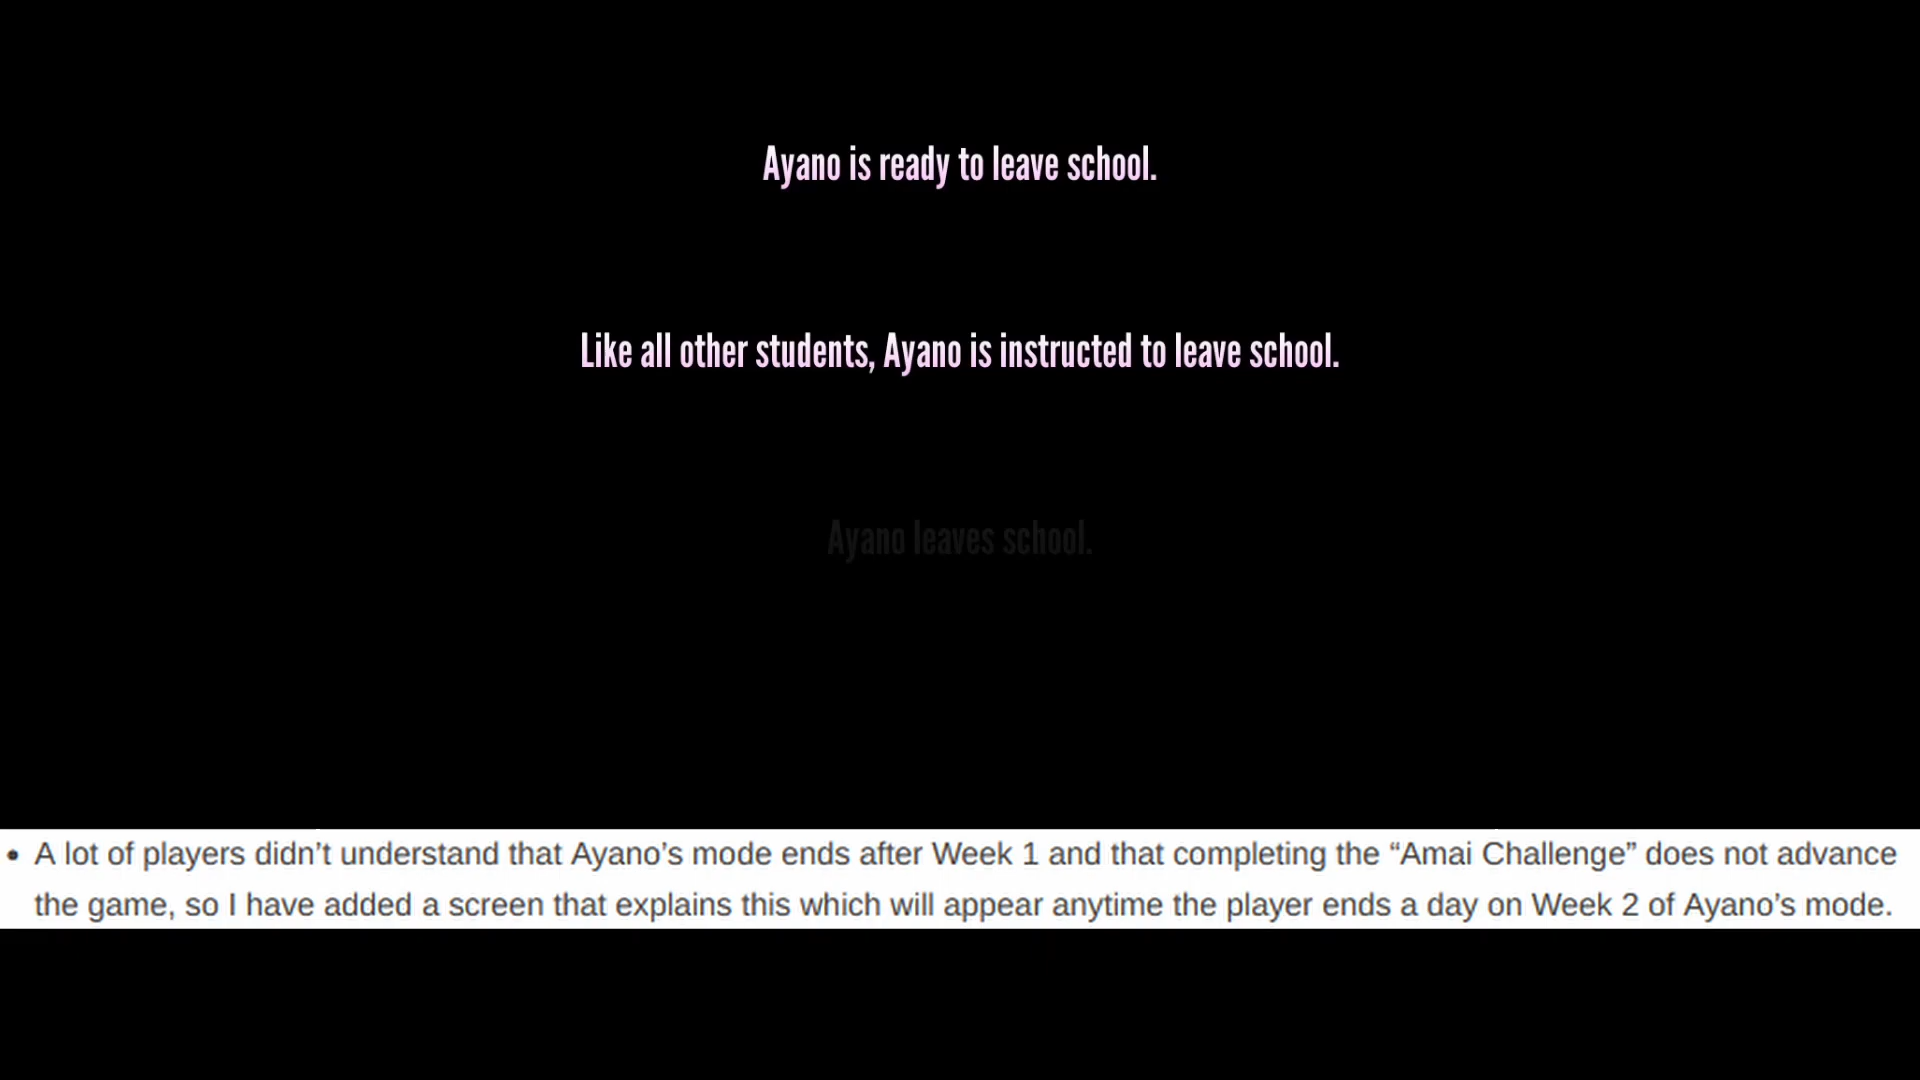 Ayano is ready to leave school.
Like all other students, Ayano is instructed to leave school.
Ayano leaves school.
• A lot of players didn’t understand that Ayano’s mode ends after Week 1 and that completing the “Amai Challenge” does not advance
the game, so I have added a screen that explains this which will appear anytime the player ends a day on Week 2 of Ayano’s mode.